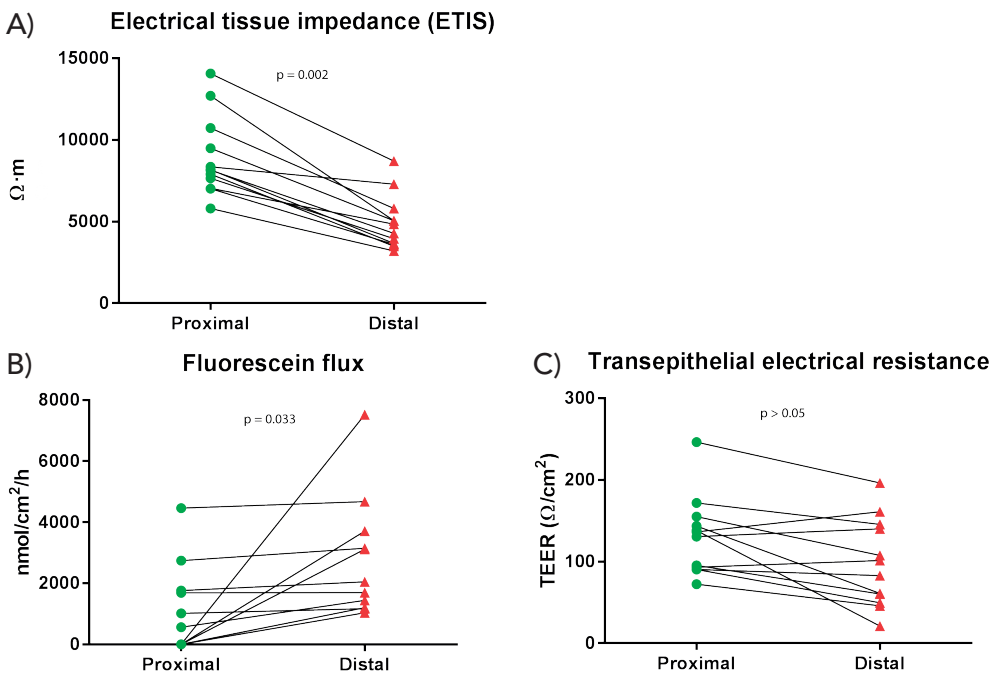 A)
Electrical tissue impedance (ETIS)
15000
p = 0.002
10000
Ω·m
5000
0
Proximal Distal
B)
Fluorescein flux
8000
p = 0.033
6000
nmol/cm²/h
4000
2000
0
Proximal Distal
C)
Transepithelial electrical resistance
300
p > 0.05
200
TEER (Ω/cm²)
100
0
Proximal Distal